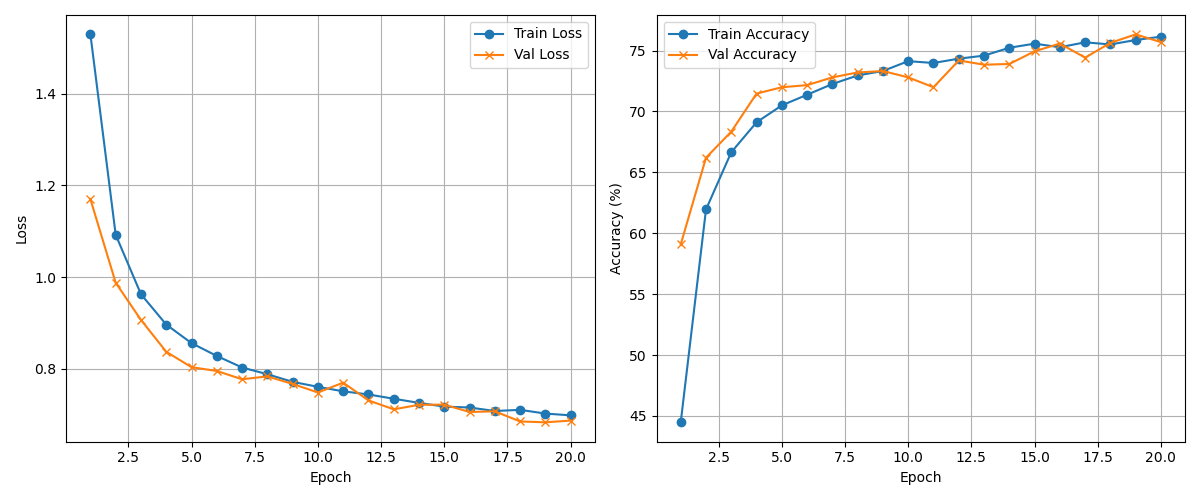 Train Loss
Val Loss
1.4
1.2
1.0
0.8
Loss
2.5 5.0 7.5 10.0 12.5 15.0 17.5 20.0
Epoch
Train Accuracy
Val Accuracy
75
70
65
60
55
50
45
Accuracy (%)
2.5 5.0 7.5 10.0 12.5 15.0 17.5 20.0
Epoch